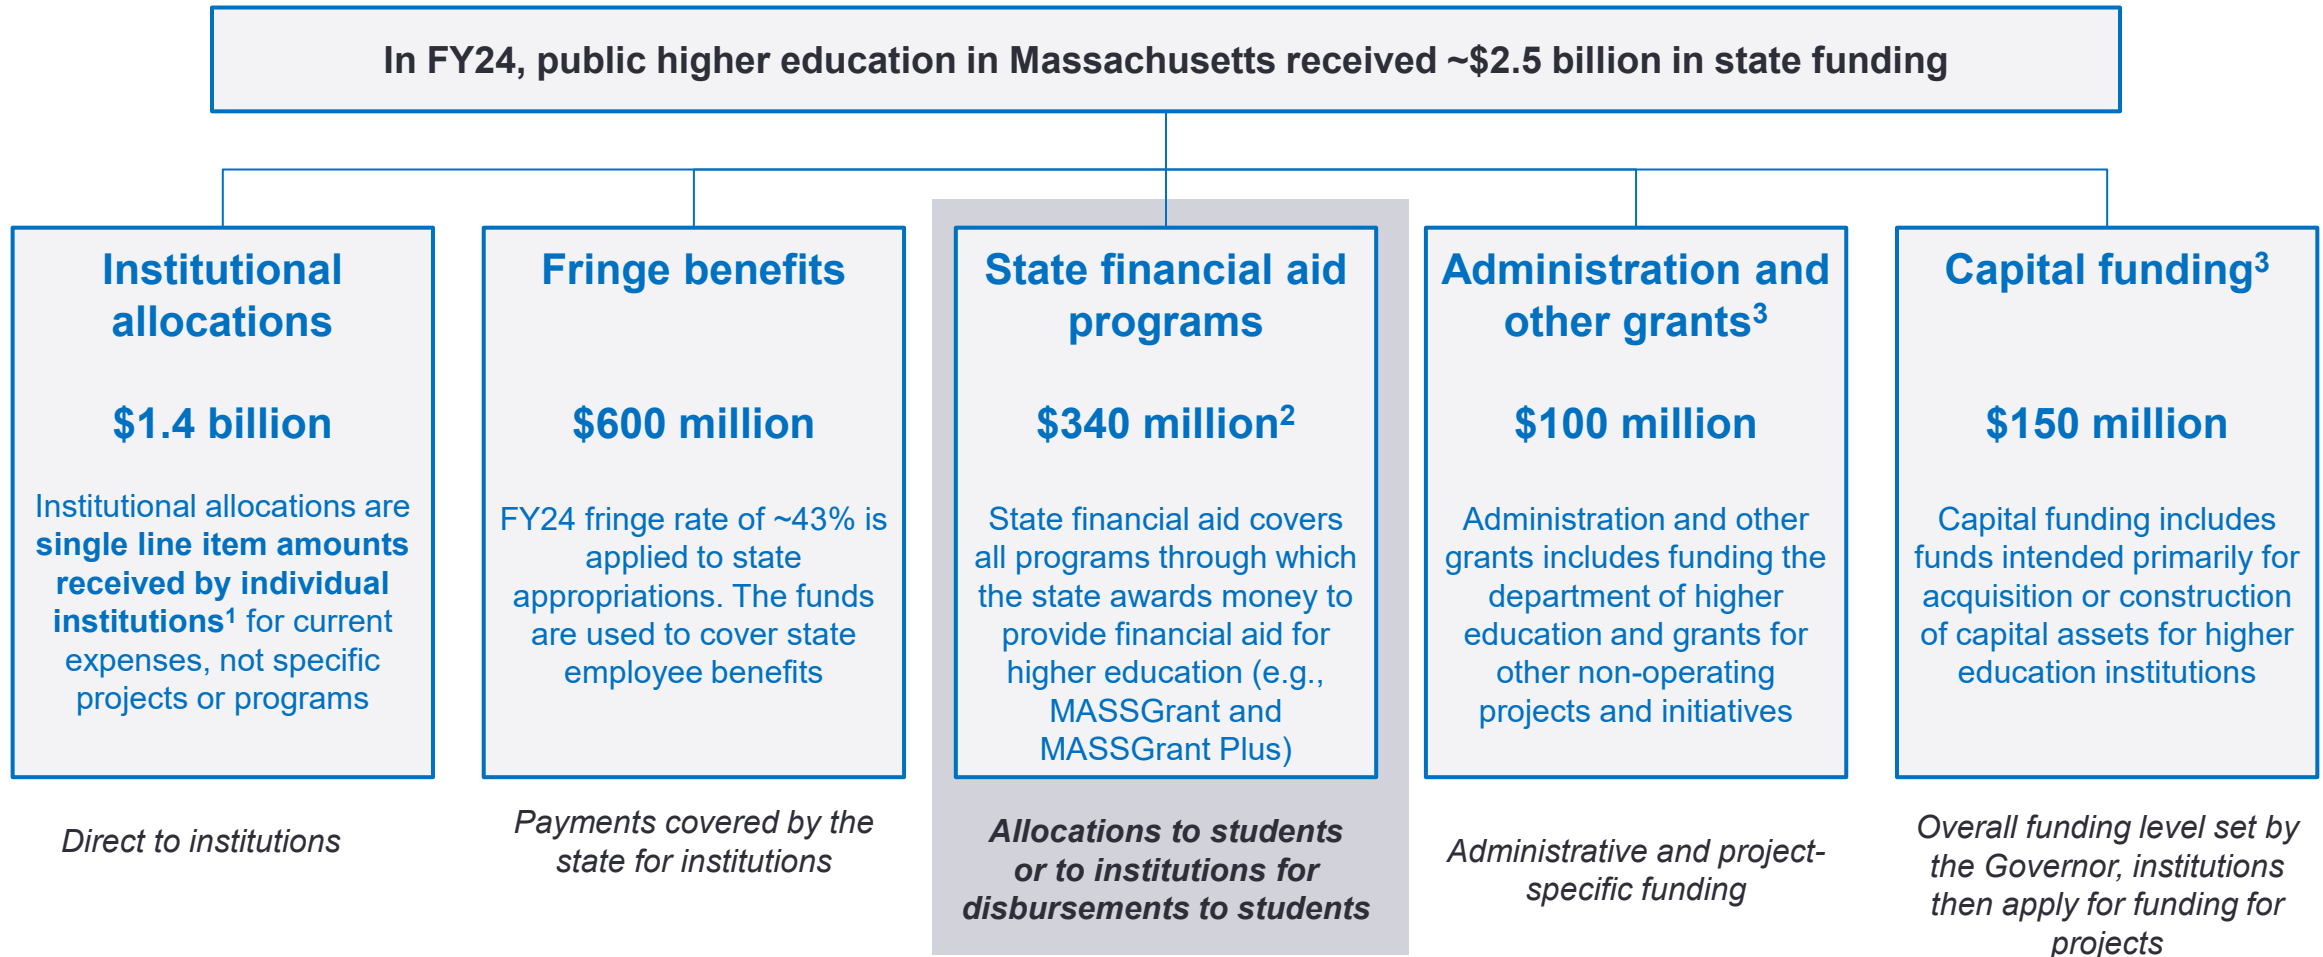 In FY24, public higher education in Massachusetts received ~$2.5 billion in state funding
Institutional
allocations
$1.4 billion
Institutional allocations are
single line item amounts
received by individual
institutions¹ for current
expenses, not specific
projects or programs
Direct to institutions
Fringe benefits
$600 million
FY24 fringe rate of ~43% is
applied to state
appropriations. The funds
are used to cover state
employee benefits
Payments covered by the
state for institutions
State financial aid
programs
$340 million²
State financial aid covers
all programs through which
the state awards money to
provide financial aid for
higher education (e.g.,
MASSGrant and
MASSGrant Plus)
Allocations to students
or to institutions for
disbursements to students
Administration and
other grants³
$100 million
Administration and other
grants includes funding the
department of higher
education and grants for
other non-operating
projects and initiatives
Administrative and project-
specific funding
Capital funding³
$150 million
Capital funding includes
funds intended primarily for
acquisition or construction
of capital assets for higher
education institutions
Overall funding level set by
the Governor, institutions
then apply for funding for
projects